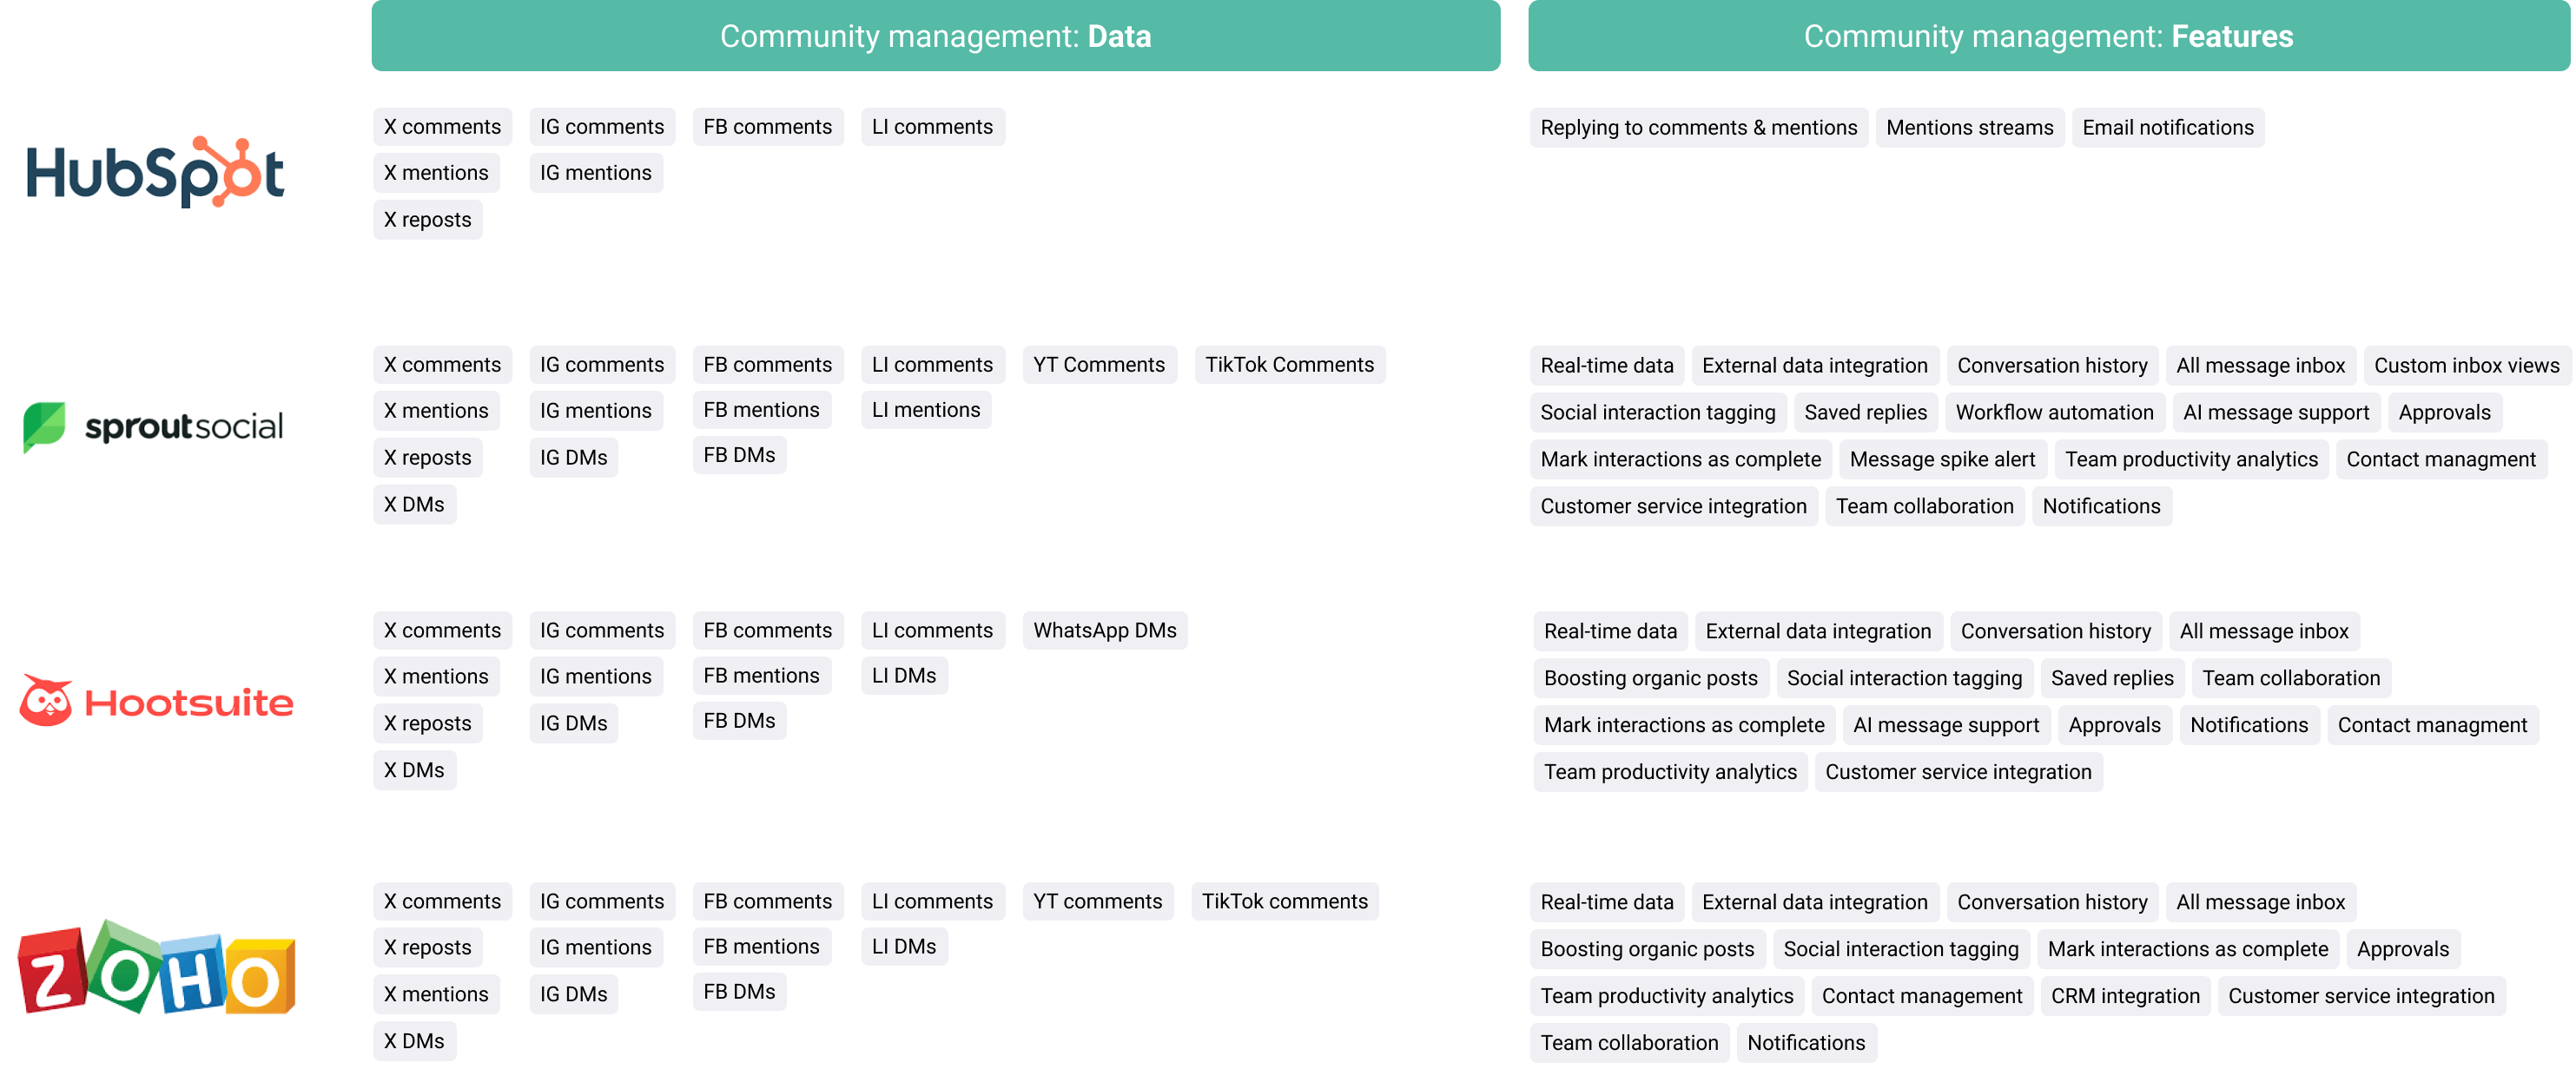 Community management: Data
Community management: Features
HubSpot
X comments IG comments FB comments LI comments
X mentions IG mentions
X reposts
Replying to comments & mentions Mentions streams Email notifications
sproutsocial
X comments IG comments FB comments LI comments YT Comments TikTok Comments
X mentions IG mentions FB mentions LI mentions
X reposts IG DMs FB DMs
X DMs
Real-time data External data integration Conversation history All message inbox Custom inbox views
Social interaction tagging Saved replies Workflow automation AI message support Approvals
Mark interactions as complete Message spike alert Team productivity analytics Contact managment
Customer service integration Team collaboration Notifications
Hootsuite
X comments IG comments FB comments LI comments WhatsApp DMs
X mentions IG mentions FB mentions LI DMs
X reposts IG DMs FB DMs
X DMs
Real-time data External data integration Conversation history All message inbox
Boosting organic posts Social interaction tagging Saved replies Team collaboration
Mark interactions as complete AI message support Approvals Notifications Contact managment
Team productivity analytics Customer service integration
ZOHO
X comments IG comments FB comments LI comments YT comments TikTok comments
X reposts IG mentions FB mentions LI DMs
X mentions IG DMs FB DMs
X DMs
Real-time data External data integration Conversation history All message inbox
Boosting organic posts Social interaction tagging Mark interactions as complete Approvals
Team productivity analytics Contact management CRM integration Customer service integration
Team collaboration Notifications